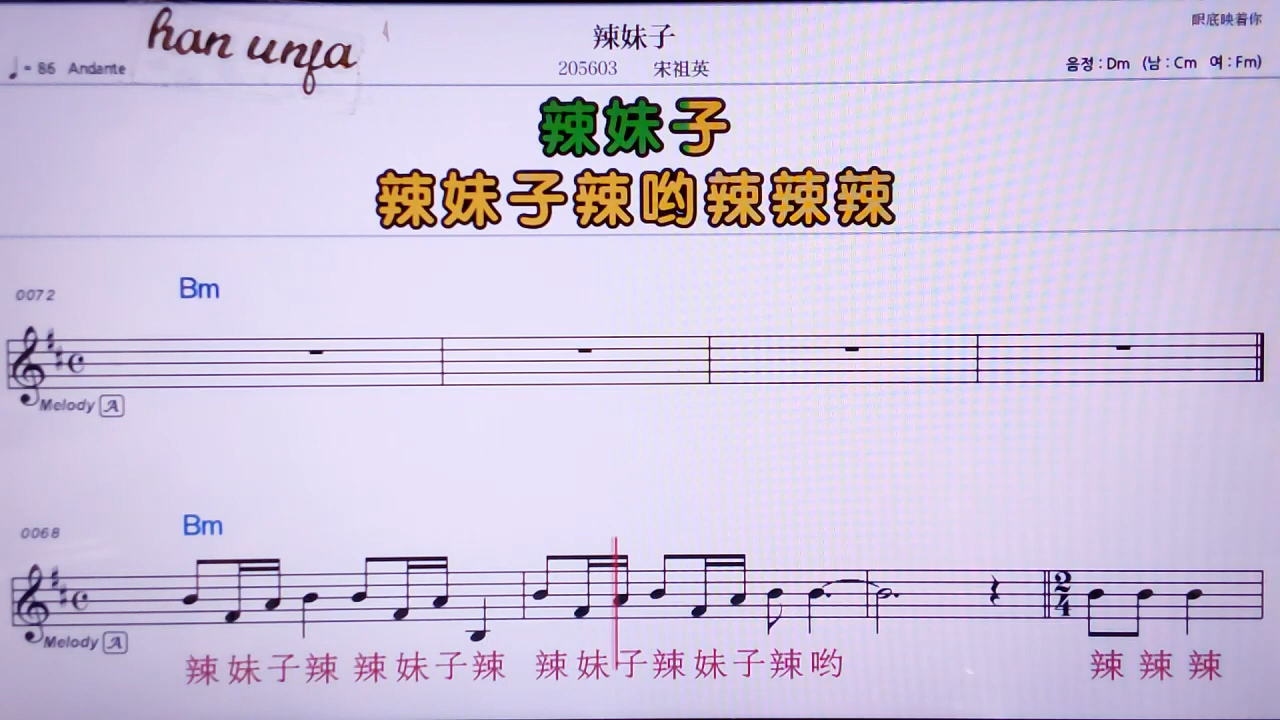 han unfa
辣妹子
眼底映着你
♩= 86 Andante
205603 宋祖英
음정 : Dm (남 : Cm 여 : Fm)
辣妹子
辣妹子辣哟辣辣辣
0072 Bm
Melody A
0068 Bm
2/4
Melody A
辣妹子辣 辣妹子辣 辣妹子辣妹子辣哟 辣辣辣